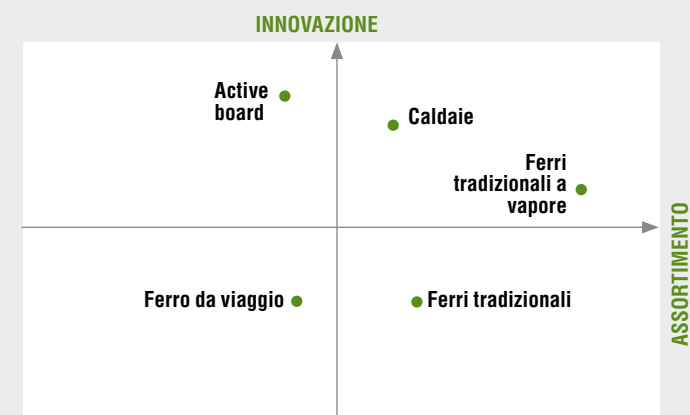 INNOVAZIONE
Active
board
Caldaie
Ferri
tradizionali a
vapore
ASSORTIMENTO
Ferro da viaggio
Ferri tradizionali